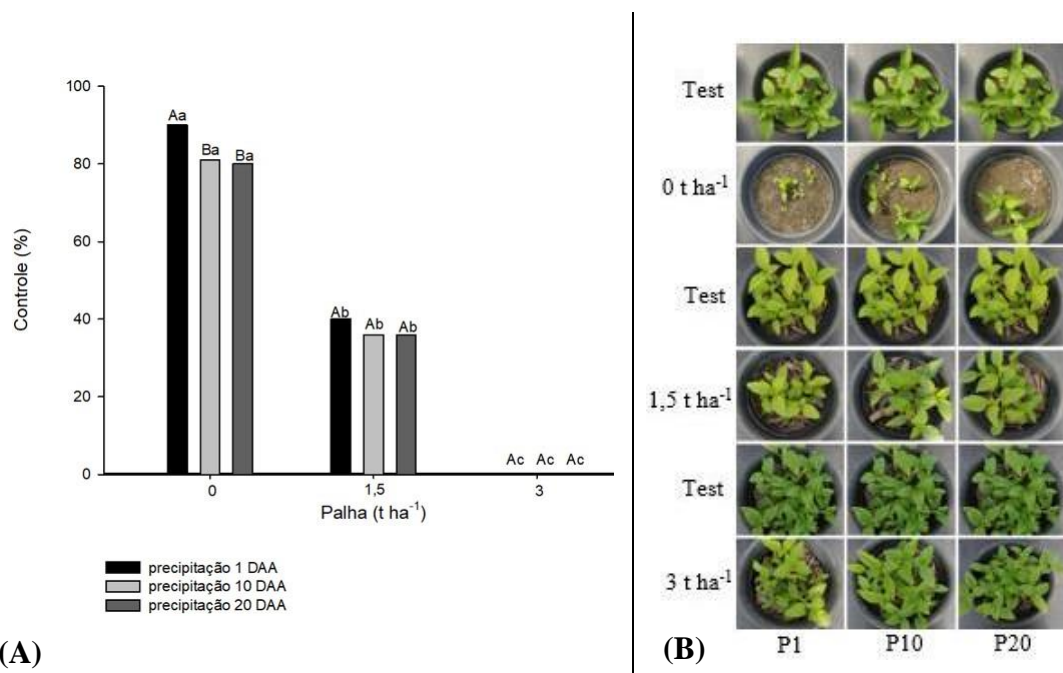 100
80
60
40
20
0
Controle (%)
Aa
Ba
Ba
Ab
Ab
Ab
Ac Ac Ac
0
1,5
3
Palha (t ha⁻¹)
precipitação 1 DAA
precipitação 10 DAA
precipitação 20 DAA
(A)
Test
0 t ha⁻¹
Test
1,5 t ha⁻¹
Test
3 t ha⁻¹
P1 P10 P20
(B)